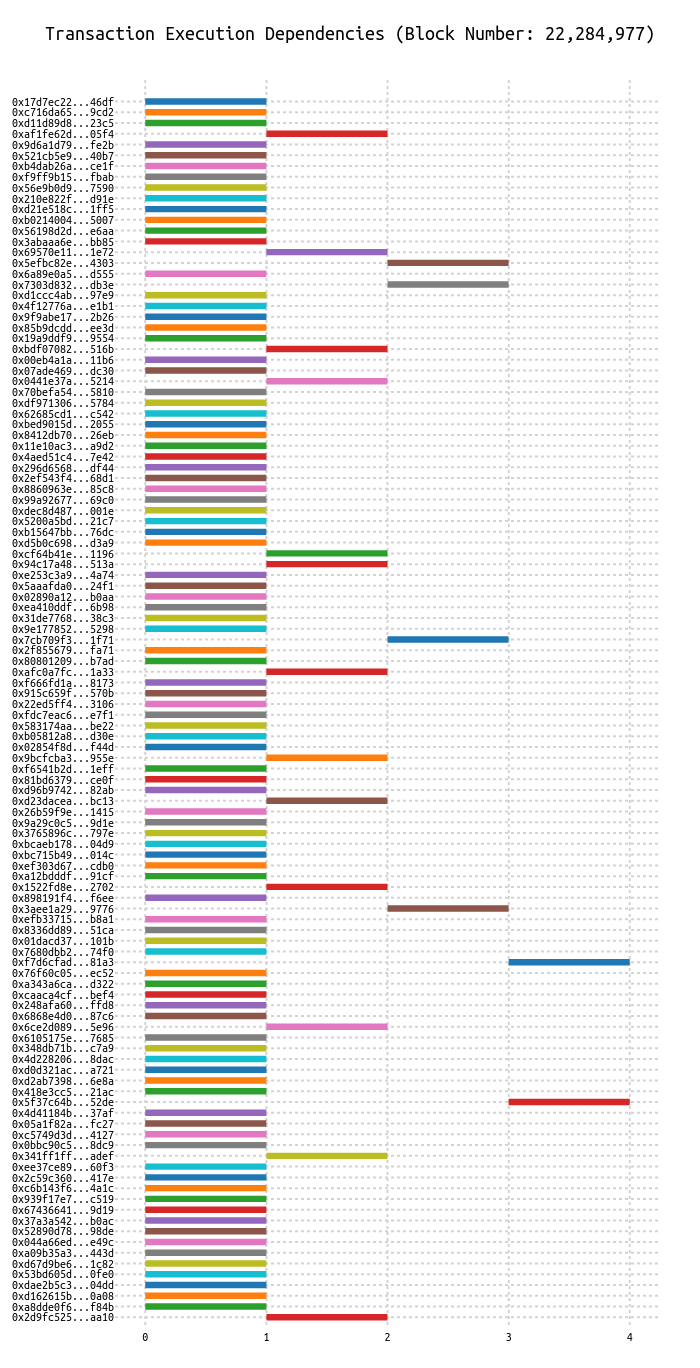 Transaction Execution Dependencies (Block Number: 22,284,977)
0x17d7ec22...46df
0xc716da65...9cd2
0xd11d89d8...23c5
0xaf1fe62d...05f4
0x9d6a1d79...fe2b
0x521cb5e9...40b7
0xb4dab26a...ce1f
0xf9ff9b15...fbab
0x56e9b0d9...7590
0x210e822f...d91e
0xd21e518c...1ff5
0xb0214004...5007
0x56198d2d...e6aa
0x3abaaa6e...bb85
0x69570e11...1e72
0x5efbc82e...4303
0x6a89e0a5...d555
0x7303d832...db3e
0xd1ccc4ab...97e9
0x4f12776a...e1b1
0x9f9abe17...2b26
0x85b9dcdd...ee3d
0x19a9ddf9...9554
0xbdf07082...516b
0x00eb4a1a...11b6
0x07ade469...dc30
0x0441e37a...5214
0x70befa54...5810
0xdf971306...5784
0x62685cd1...c542
0xbed9015d...2055
0x8412db70...26eb
0x11e10ac3...a9d2
0x4aed51c4...7e42
0x296d6568...df44
0x2ef543f4...68d1
0x8860963e...85c8
0x99a92677...69c0
0xdec8d487...001e
0x5200a5bd...21c7
0xb15647bb...76dc
0xd5b0c698...d3a9
0xcf64b41e...1196
0x94c17a48...513a
0xe253c3a9...4a74
0x5aaafda0...24f1
0x02890a12...b0aa
0xea410ddf...6b98
0x31de7768...38c3
0x9e177852...5298
0x7cb709f3...1f71
0x2f855679...fa71
0x80801209...b7ad
0xafc0a7fc...1a33
0xf666fd1a...8173
0x915c659f...570b
0x22ed5ff4...3106
0xfdc7eac6...e7f1
0x583174aa...be22
0xb05812a8...d30e
0x02854f8d...f44d
0x9bcfcba3...955e
0xf6541b2d...1eff
0x81bd6379...ce0f
0xd96b9742...82ab
0xd23dacea...bc13
0x26b59f9e...1415
0x9a29c0c5...9d1e
0x3765896c...797e
0xbcaeb178...04d9
0xbc715b49...014c
0xef303d67...cdb0
0xa12bdddf...91cf
0x1522fd8e...2702
0x898191f4...f6ee
0x3aee1a29...9776
0xefb33715...b8a1
0x8336dd89...51ca
0x01dacd37...101b
0x7680dbb2...74f0
0xf7d6cfad...81a3
0x76f60c05...ec52
0xa343a6ca...d322
0xcaaca4cf...bef4
0x248afa60...ffd8
0x6868e4d0...87c6
0x6ce2d089...5e96
0x6105175e...7685
0x348db71b...c7a9
0x4d228206...8dac
0xd0d321ac...a721
0xd2ab7398...6e8a
0x418e3cc5...21ac
0x5f37c64b...52de
0x4d41184b...37af
0x05a1f82a...fc27
0xc5749d3d...4127
0x0bbc90c5...8dc9
0x341ff1ff...adef
0xee37ce89...60f3
0x2c59c360...417e
0xc6b143f6...4a1c
0x939f17e7...c519
0x67436641...9d19
0x37a3a542...b0ac
0x52890d78...98de
0x044a66ed...e49c
0xa09b35a3...443d
0xd67d9be6...1c82
0x53bd605d...0fe0
0xdae2b5c3...04dd
0xd162615b...0a08
0xa8dde0f6...f84b
0x2d9fc525...aa10
0 1 2 3 4